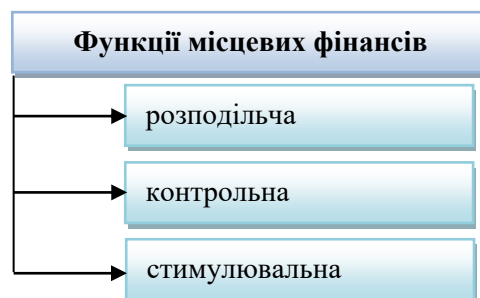 Функції місцевих фінансів
розподільча
контрольна
стимулювальна